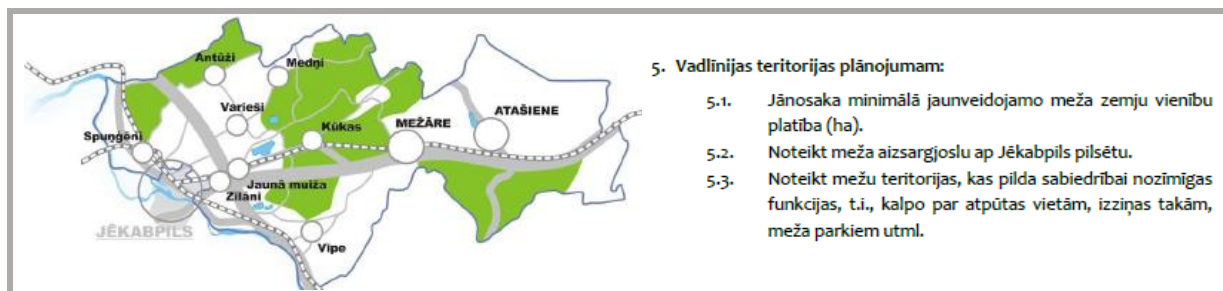 Antūži
Medņi
Varieši
ATAŠIENE
Kūkas
MEŽĀRE
Spuņģēni
Jaunā muiža
Zīlāni
JĒKABPILS
Vīpe
5. Vadlīnijas teritorijas plānojumam:
5.1. Jānosaka minimālā jaunveidojamo meža zemju vienību
platība (ha).
5.2. Noteikt meža aizsargjoslu ap Jēkabpils pilsētu.
5.3. Noteikt mežu teritorijas, kas pilda sabiedrībai nozīmīgas
funkcijas, t.i., kalpo par atpūtas vietām, izziņas takām,
meža parkiem utml.